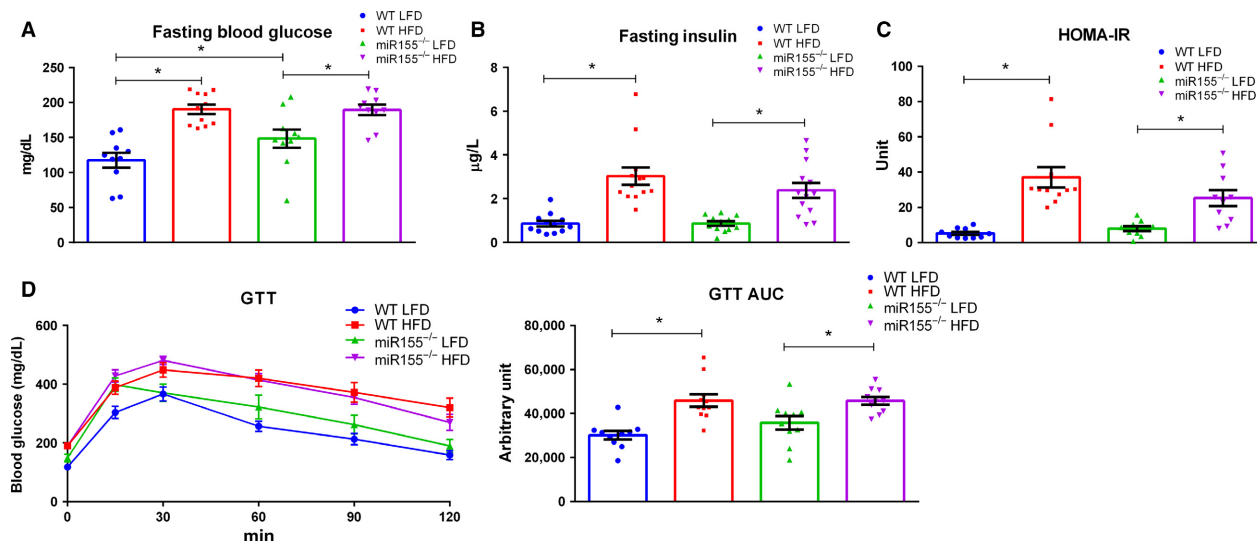 A
Fasting blood glucose
WT LFD
WT HFD
miR155⁻/⁻ LFD
miR155⁻/⁻ HFD
*
*
*
250
200
150
100
50
0
mg/dL
B
Fasting insulin
WT LFD
WT HFD
miR155⁻/⁻ LFD
miR155⁻/⁻ HFD
*
*
8
6
4
2
0
µg/L
C
HOMA-IR
WT LFD
WT HFD
miR155⁻/⁻ LFD
miR155⁻/⁻ HFD
*
*
100
80
60
40
20
0
Unit
D
GTT
WT LFD
WT HFD
miR155⁻/⁻ LFD
miR155⁻/⁻ HFD
600
400
200
0
Blood glucose (mg/dL)
0 30 60 90 120
min
GTT AUC
WT LFD
WT HFD
miR155⁻/⁻ LFD
miR155⁻/⁻ HFD
*
*
80,000
60,000
40,000
20,000
0
Arbitrary unit